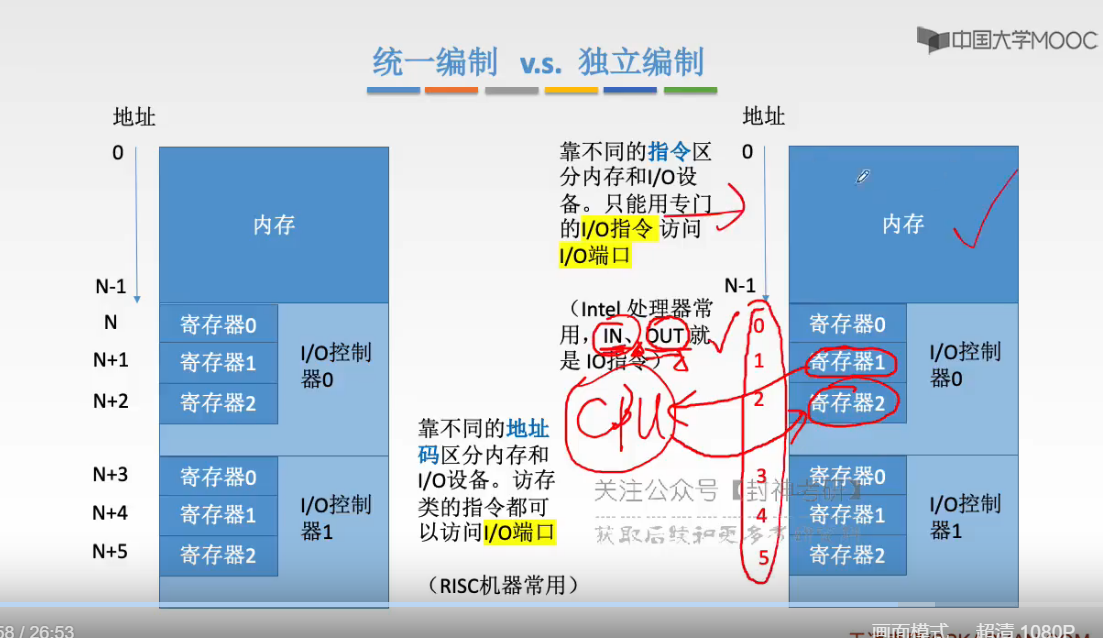 中国大学MOOC
统一编制 v.s. 独立编制
地址
0
内存
N-1
N
N+1
N+2
N+3
N+4
N+5
寄存器0
寄存器1
寄存器2
I/O控制
器0
寄存器0
寄存器1
寄存器2
I/O控制
器1
靠不同的地址
码区分内存和
I/O设备。访存
类的指令都可
以访问I/O端口
（RISC机器常用）
靠不同的指令区
分内存和I/O设
备。只能用专门
的I/O指令 访问
I/O端口
（Intel 处理器常
用，IN、OUT就
是 IO指令）
CPU
地址
0
内存
N-1
0
1
2
3
4
5
寄存器0
寄存器1
寄存器2
I/O控制
器0
寄存器0
寄存器1
寄存器2
I/O控制
器1
关注公众号【封神考研】
58 / 26:53
画面模式
超清 1080P